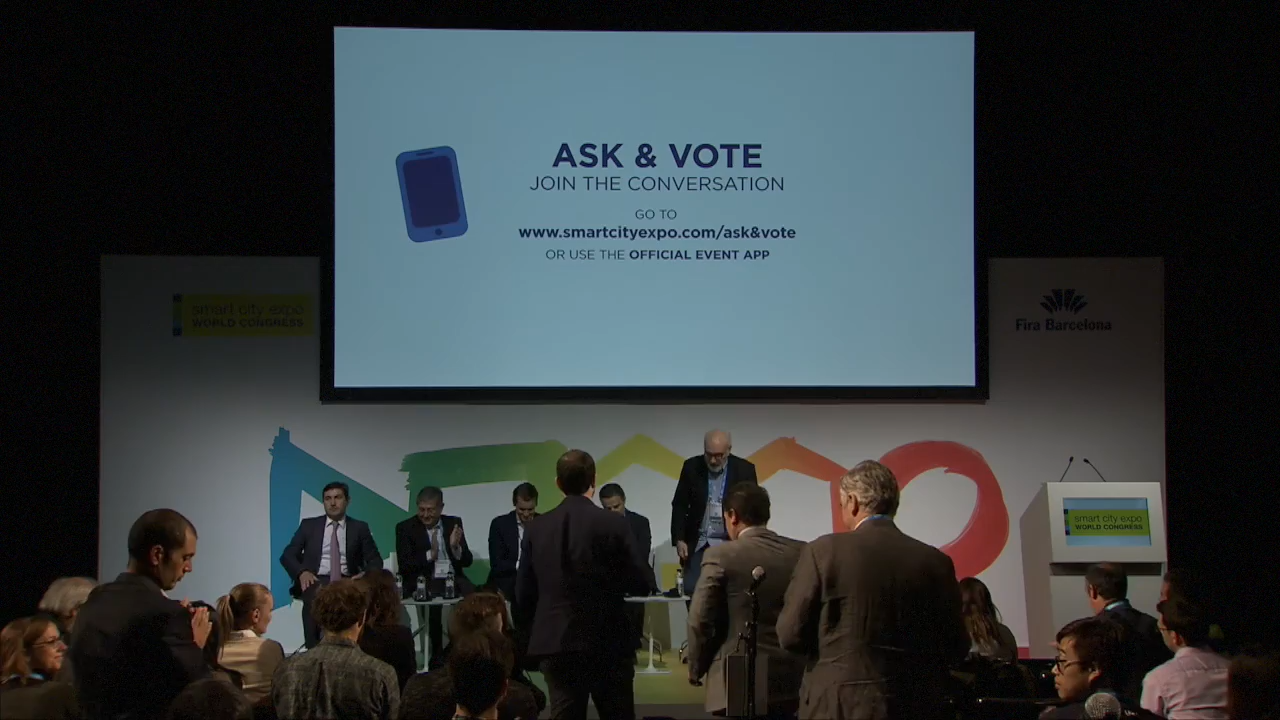 ASK & VOTE
JOIN THE CONVERSATION
GO TO
www.smartcityexpo.com/ask&vote
OR USE THE OFFICIAL EVENT APP
smart city expo
WORLD CONGRESS
Fira Barcelona
smart city expo
WORLD CONGRESS